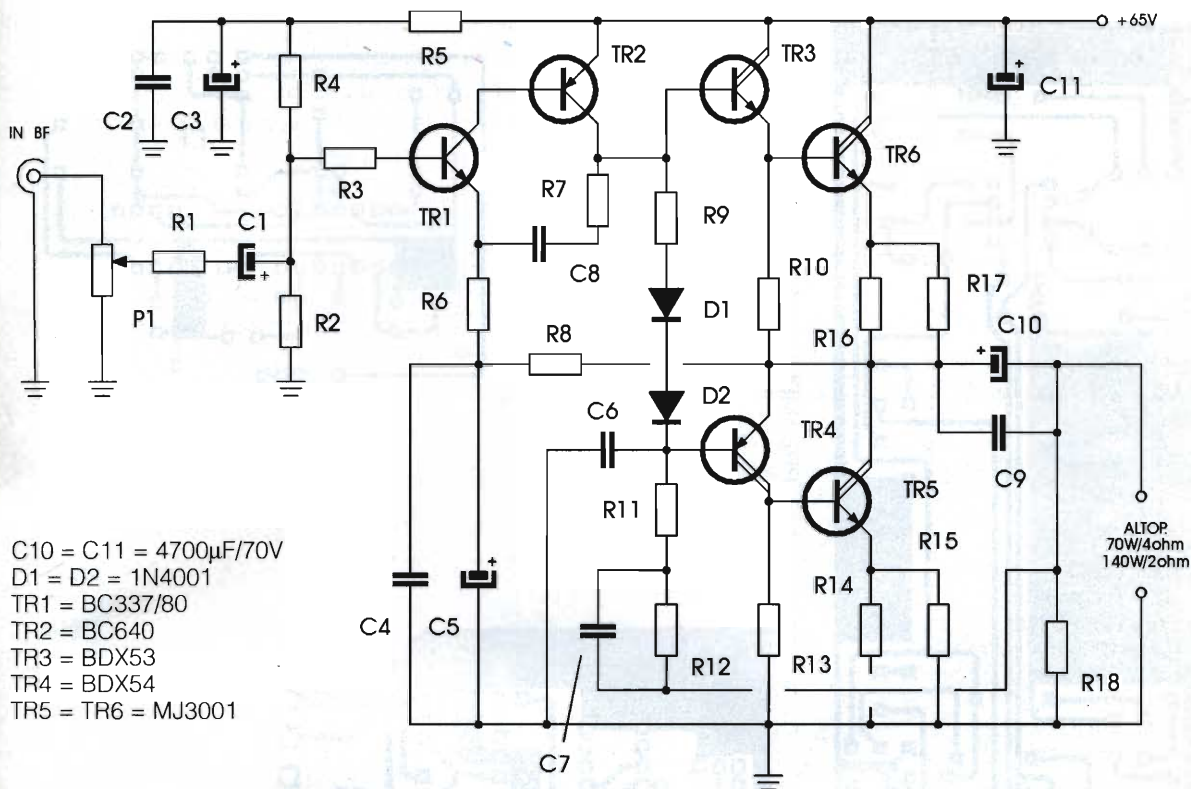 +65V
R5
TR2
TR3
R4
C2
C3
C11
IN BF
TR6
R3
R7
TR1
R9
R1
C1
C8
R10
R17
D1
R6
P1
R2
R16
C10
R8
D2
C6
TR4
C9
R11
TR5
ALTOP.
70W/4ohm
140W/2ohm
R15
R14
C10 = C11 = 4700µF/70V
D1 = D2 = 1N4001
TR1 = BC337/80
TR2 = BC640
TR3 = BDX53
TR4 = BDX54
TR5 = TR6 = MJ3001
C4
C5
R12
R13
R18
C7